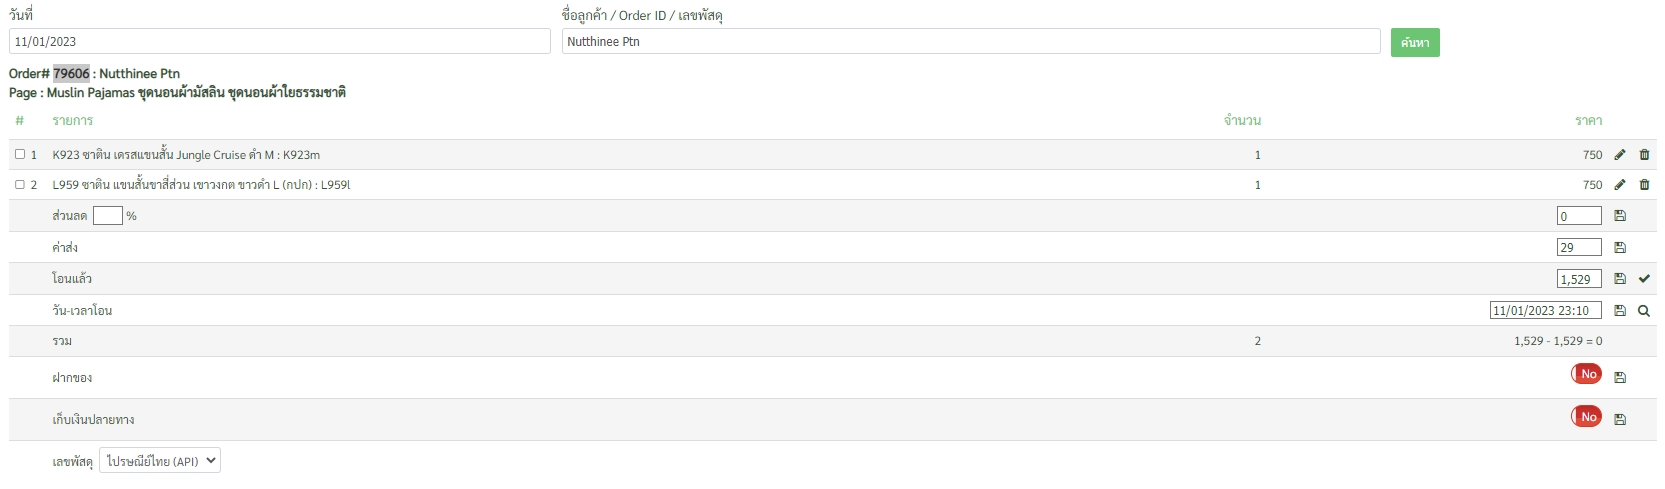 วันที่ ชื่อลูกค้า / Order ID / เลขพัสดุ
11/01/2023 Nutthinee Ptn ค้นหา
Order# 79606 : Nutthinee Ptn
Page : Muslin Pajamas ชุดนอนผ้ามัสลิน ชุดนอนผ้าใยธรรมชาติ
# รายการ จำนวน ราคา
1 K923 ซาติน เดรสแขนสั้น Jungle Cruise ดำ M : K923m 1 750
2 L959 ซาติน แขนสั้นขาสี่ส่วน เขาวงกต ขาวดำ L (กปก) : L959l 1 750
ส่วนลด % 0
ค่าส่ง 29
โอนแล้ว 1,529
วัน-เวลาโอน 11/01/2023 23:10
รวม 2 1,529 - 1,529 = 0
ฝากของ No
เก็บเงินปลายทาง No
เลขพัสดุ ไปรษณีย์ไทย (API)